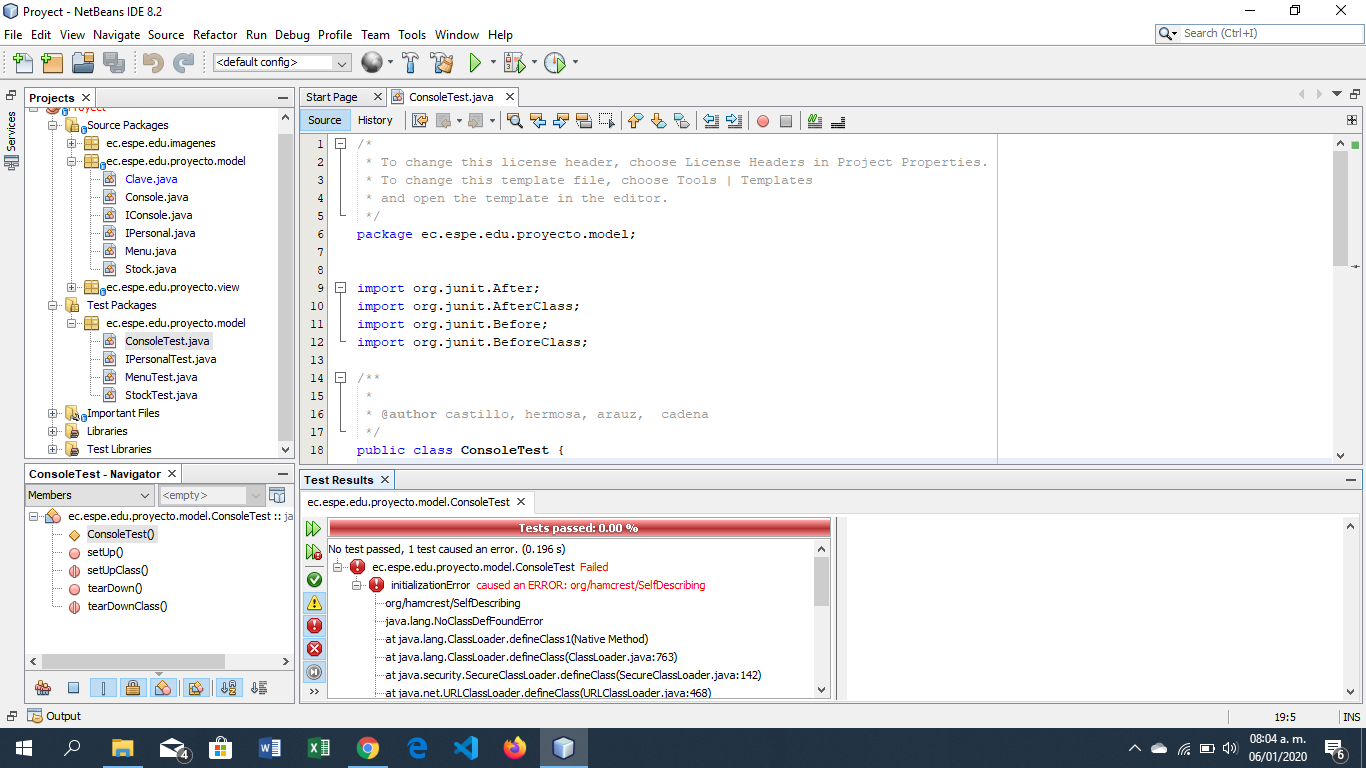 Proyect - NetBeans IDE 8.2
File Edit View Navigate Source Refactor Run Debug Profile Team Tools Window Help
Search (Ctrl+I)
<default config>
Projects
Services
Source Packages
ec.espe.edu.imagenes
ec.espe.edu.proyecto.model
Clave.java
Console.java
IConsole.java
IPersonal.java
Menu.java
Stock.java
ec.espe.edu.proyecto.view
Test Packages
ec.espe.edu.proyecto.model
ConsoleTest.java
IPersonalTest.java
MenuTest.java
StockTest.java
Important Files
Libraries
Test Libraries
Start Page
ConsoleTest.java
Source History
1 /*
2 * To change this license header, choose License Headers in Project Properties.
3 * To change this template file, choose Tools | Templates
4 * and open the template in the editor.
5 */
6 package ec.espe.edu.proyecto.model;
7
8
9 import org.junit.After;
10 import org.junit.AfterClass;
11 import org.junit.Before;
12 import org.junit.BeforeClass;
13
14 /**
15 *
16 * @author castillo, hermosa, arauz,  cadena
17 */
18 public class ConsoleTest {
ConsoleTest - Navigator
Members
<empty>
ec.espe.edu.proyecto.model.ConsoleTest :: ja
ConsoleTest()
setUp()
setUpClass()
tearDown()
tearDownClass()
Test Results
ec.espe.edu.proyecto.model.ConsoleTest
Tests passed: 0.00 %
No test passed, 1 test caused an error. (0.196 s)
ec.espe.edu.proyecto.model.ConsoleTest Failed
initializationError caused an ERROR: org/hamcrest/SelfDescribing
org/hamcrest/SelfDescribing
java.lang.NoClassDefFoundError
at java.lang.ClassLoader.defineClass1(Native Method)
at java.lang.ClassLoader.defineClass(ClassLoader.java:763)
at java.security.SecureClassLoader.defineClass(SecureClassLoader.java:142)
at java.net.URLClassLoader.defineClass(URLClassLoader.java:468)
Output
19:5 INS
4
08:04 a. m.
06/01/2020
6